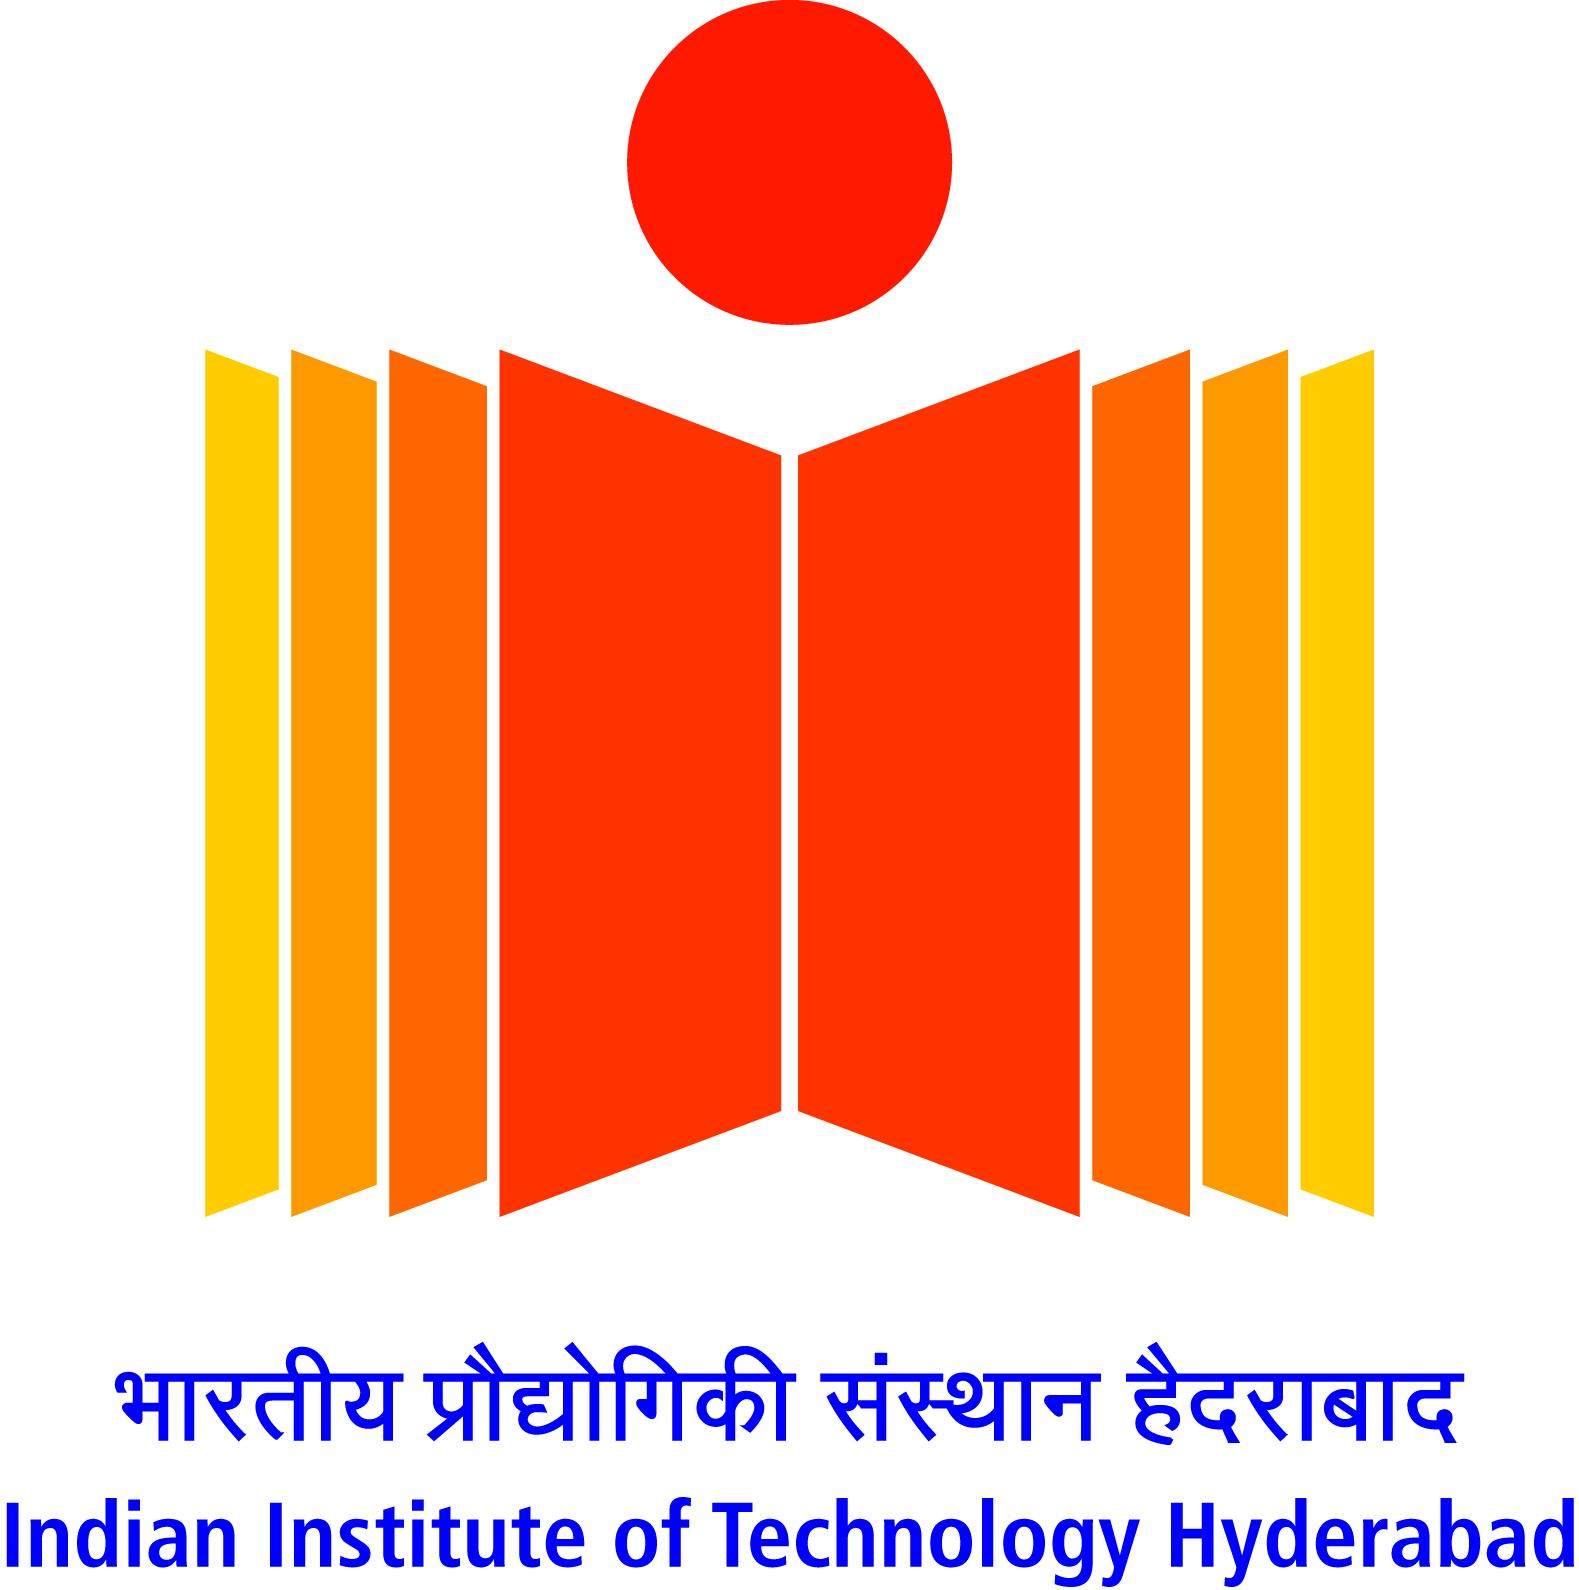 भारतीय प्रौद्योगिकी संस्थान हैदराबाद
Indian Institute of Technology Hyderabad